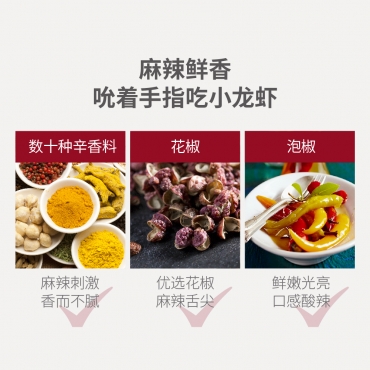 麻辣鲜香
吮着手指吃小龙虾
数十种辛香料
花椒
泡椒
麻辣刺激
香而不腻
优选花椒
麻辣舌尖
鲜嫩光亮
口感酸辣